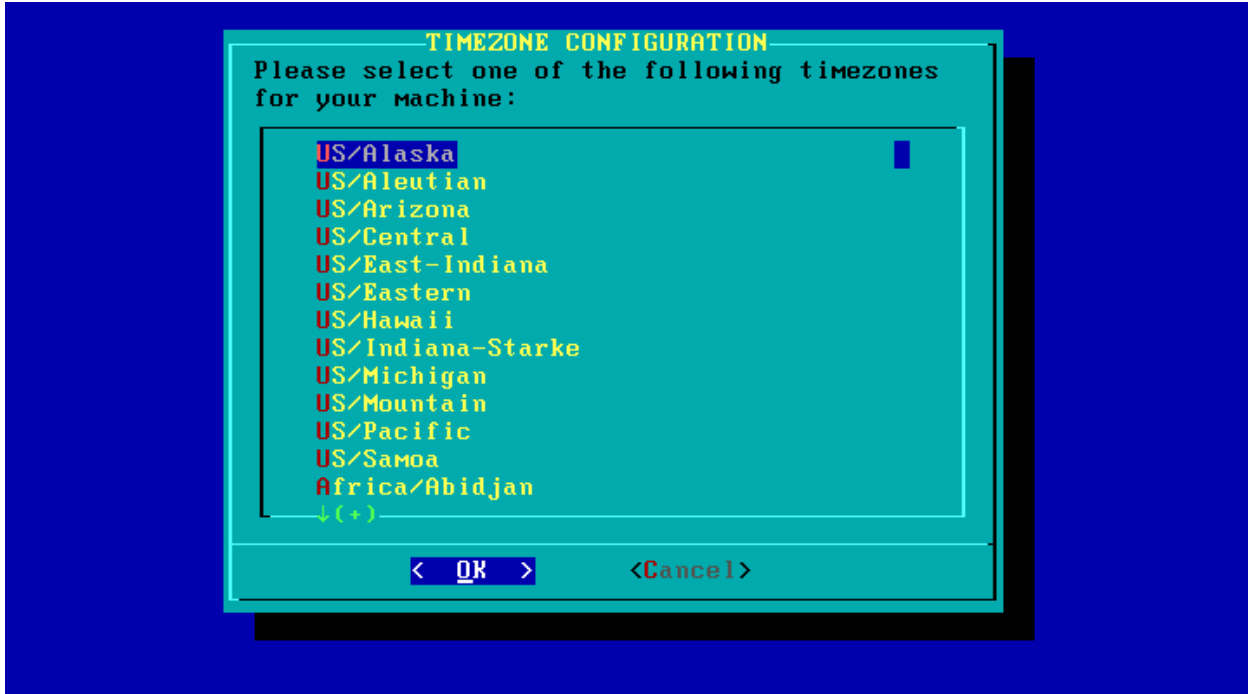 TIMEZONE CONFIGURATION
Please select one of the following timezones
for your machine:
US/Alaska
US/Aleutian
US/Arizona
US/Central
US/East-Indiana
US/Eastern
US/Hawaii
US/Indiana-Starke
US/Michigan
US/Mountain
US/Pacific
US/Samoa
Africa/Abidjan
↓(+)
< OK > <Cancel>